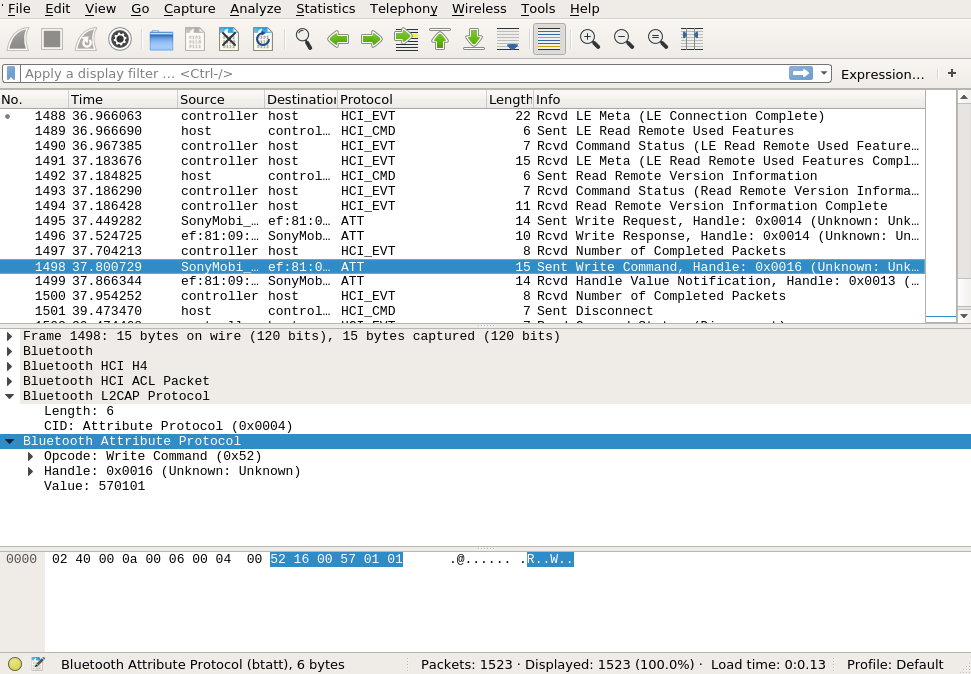 File Edit View Go Capture Analyze Statistics Telephony Wireless Tools Help
Apply a display filter ... <Ctrl-/> Expression... +
No. Time Source Destination Protocol Length Info
1488 36.966063 controller host HCI_EVT 22 Rcvd LE Meta (LE Connection Complete)
1489 36.966690 host control… HCI_CMD 6 Sent LE Read Remote Used Features
1490 36.967385 controller host HCI_EVT 7 Rcvd Command Status (LE Read Remote Used Feature…
1491 37.183676 controller host HCI_EVT 15 Rcvd LE Meta (LE Read Remote Used Features Compl…
1492 37.184825 host control… HCI_CMD 6 Sent Read Remote Version Information
1493 37.186290 controller host HCI_EVT 7 Rcvd Command Status (Read Remote Version Informa…
1494 37.186428 controller host HCI_EVT 11 Rcvd Read Remote Version Information Complete
1495 37.449282 SonyMobi_… ef:81:0… ATT 14 Sent Write Request, Handle: 0x0014 (Unknown: Unk…
1496 37.524725 ef:81:09:… SonyMob… ATT 10 Rcvd Write Response, Handle: 0x0014 (Unknown: Un…
1497 37.704213 controller host HCI_EVT 8 Rcvd Number of Completed Packets
1498 37.800729 SonyMobi_… ef:81:0… ATT 15 Sent Write Command, Handle: 0x0016 (Unknown: Unk…
1499 37.866344 ef:81:09:… SonyMob… ATT 14 Rcvd Handle Value Notification, Handle: 0x0013 (…
1500 37.954252 controller host HCI_EVT 8 Rcvd Number of Completed Packets
1501 39.473470 host control… HCI_CMD 7 Sent Disconnect
Frame 1498: 15 bytes on wire (120 bits), 15 bytes captured (120 bits)
Bluetooth
Bluetooth HCI H4
Bluetooth HCI ACL Packet
Bluetooth L2CAP Protocol
Length: 6
CID: Attribute Protocol (0x0004)
Bluetooth Attribute Protocol
Opcode: Write Command (0x52)
Handle: 0x0016 (Unknown: Unknown)
Value: 570101
0000 02 40 00 0a 00 06 00 04 00 52 16 00 57 01 01 .@...... .R..W..
Bluetooth Attribute Protocol (btatt), 6 bytes Packets: 1523 · Displayed: 1523 (100.0%) · Load time: 0:0.13 Profile: Default